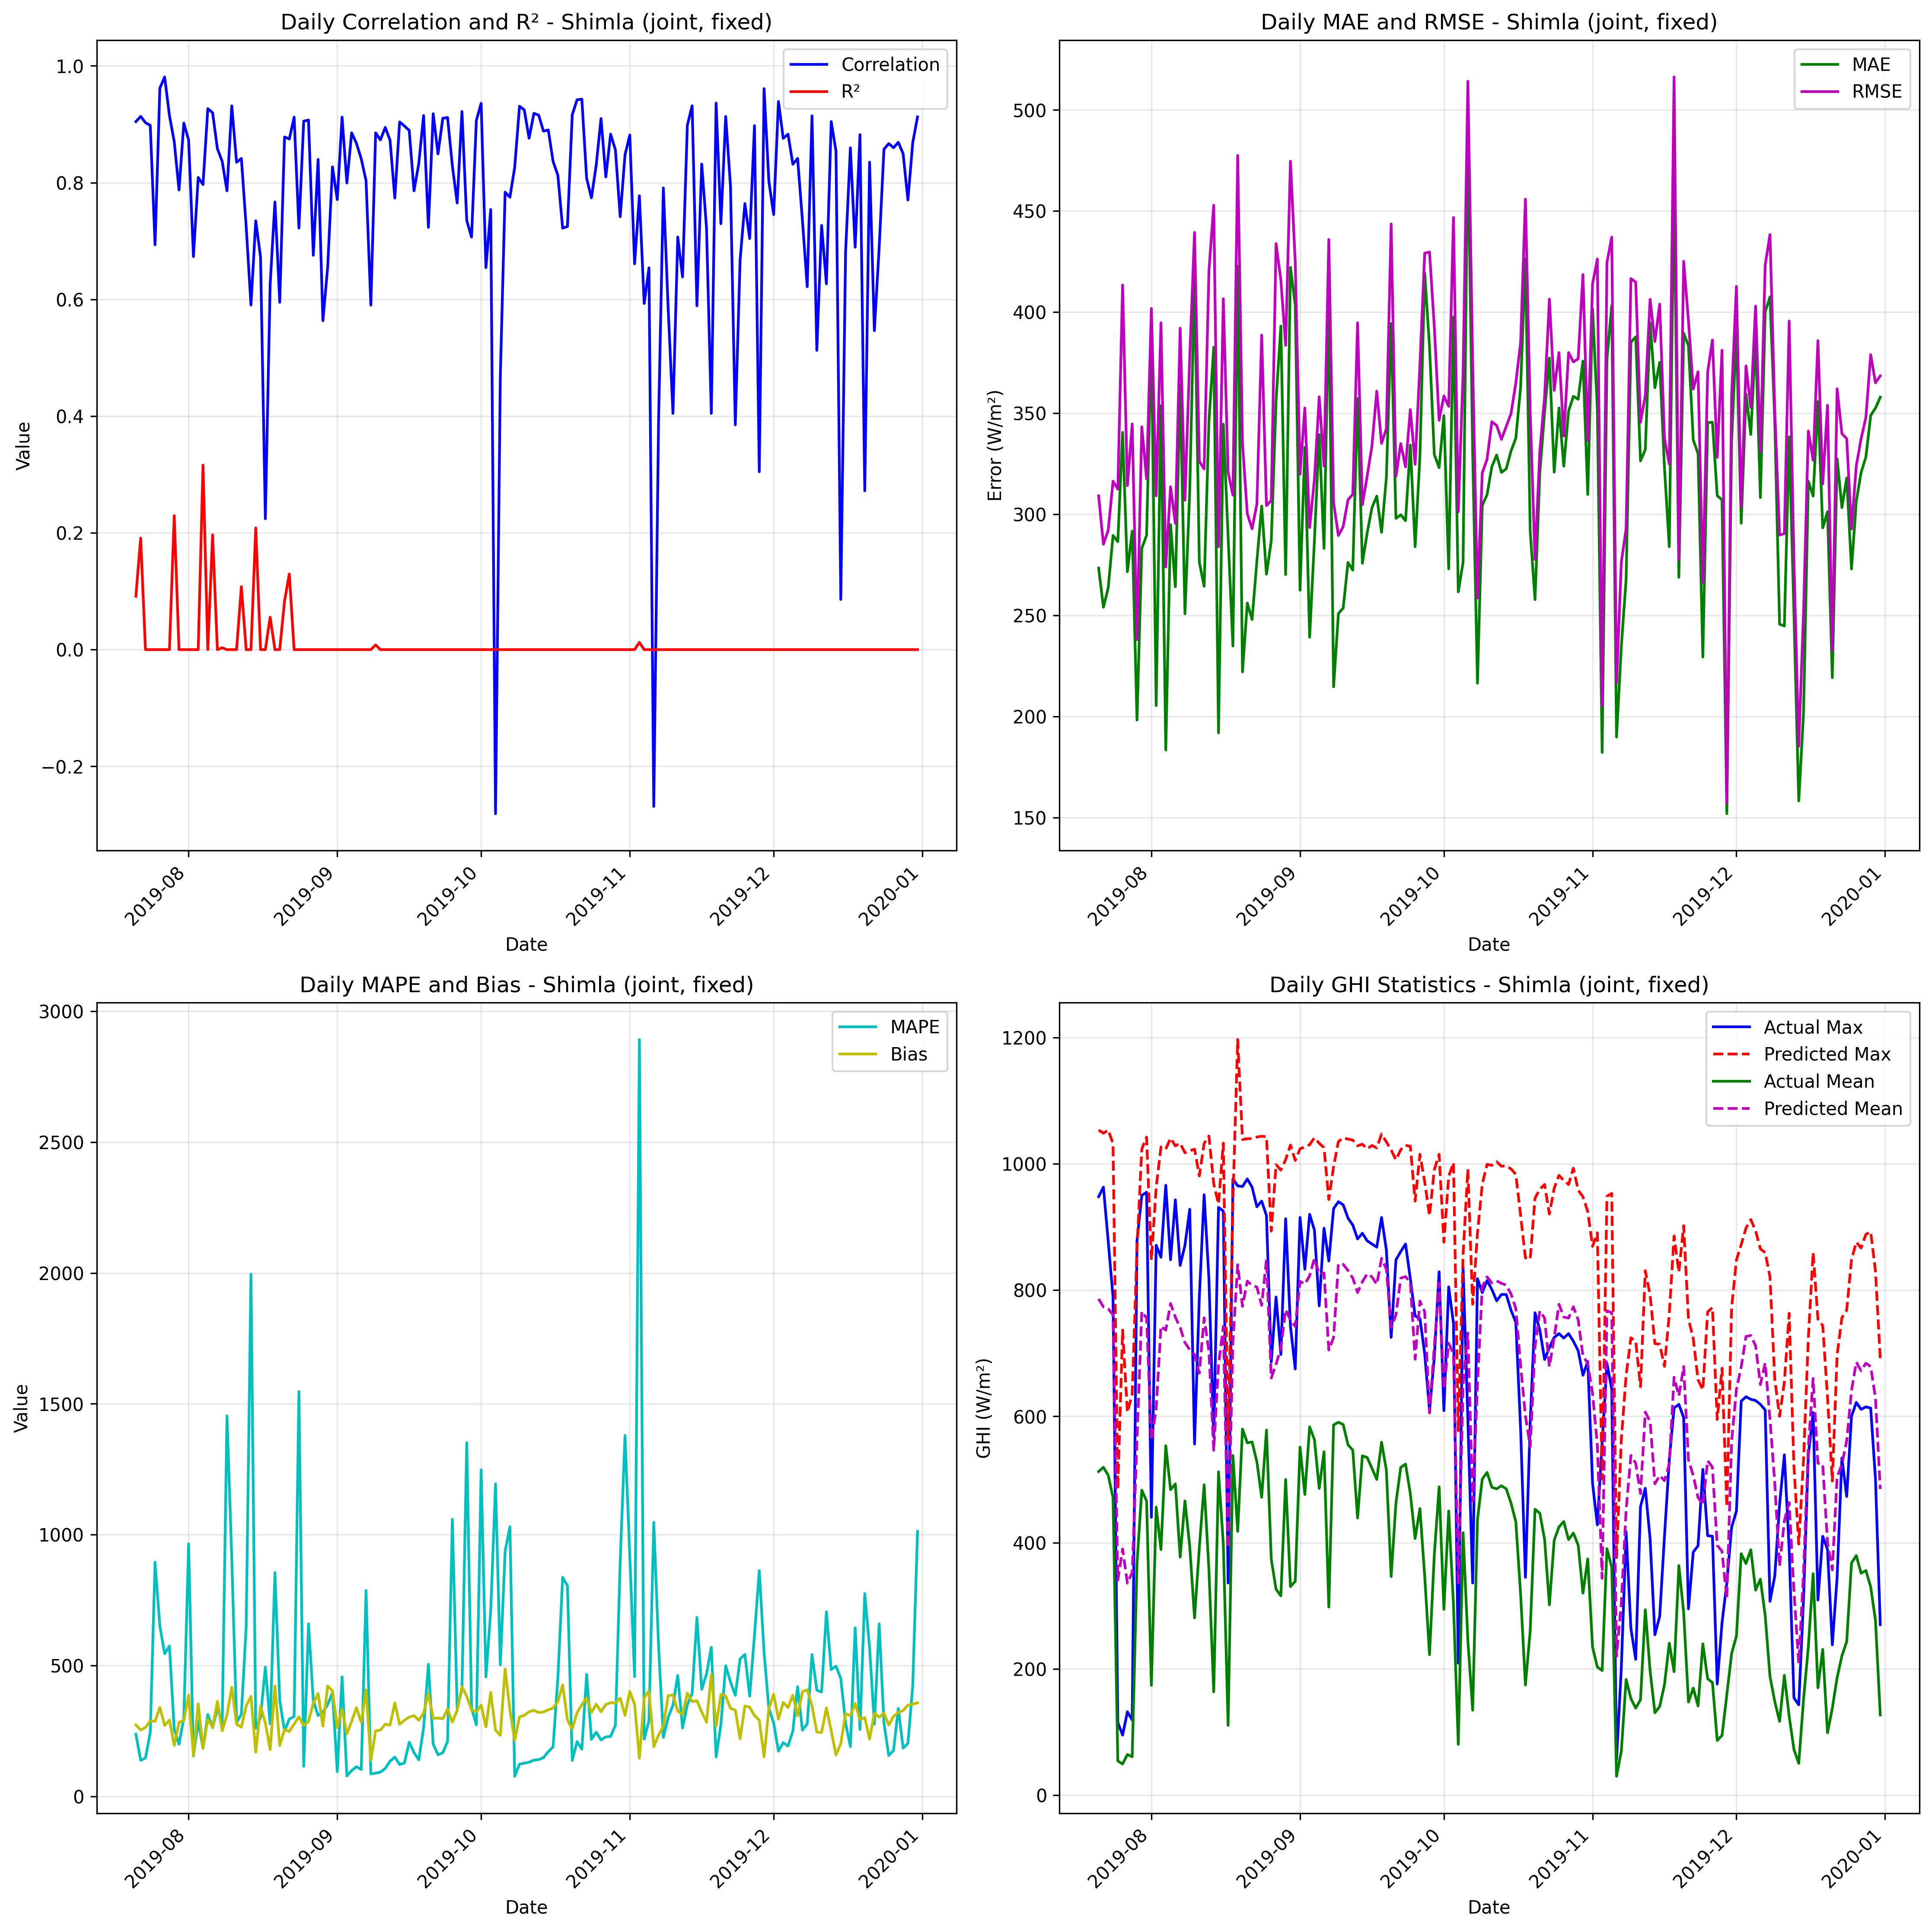 Daily Correlation and R² - Shimla (joint, fixed)
Correlation
R²
1.0
0.8
0.6
0.4
0.2
0.0
−0.2
Value
2019-08
2019-09
2019-10
2019-11
2019-12
2020-01
Date
Daily MAE and RMSE - Shimla (joint, fixed)
MAE
RMSE
500
450
400
350
300
250
200
150
Error (W/m²)
2019-08
2019-09
2019-10
2019-11
2019-12
2020-01
Date
Daily MAPE and Bias - Shimla (joint, fixed)
MAPE
Bias
3000
2500
2000
1500
1000
500
0
Value
2019-08
2019-09
2019-10
2019-11
2019-12
2020-01
Date
Daily GHI Statistics - Shimla (joint, fixed)
Actual Max
Predicted Max
Actual Mean
Predicted Mean
1200
1000
800
600
400
200
0
GHI (W/m²)
2019-08
2019-09
2019-10
2019-11
2019-12
2020-01
Date